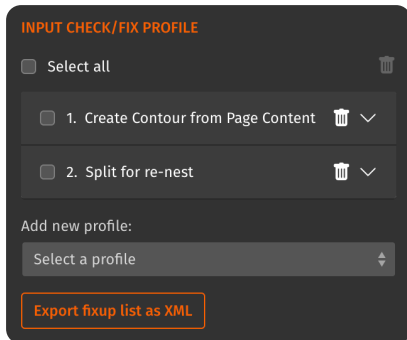 INPUT CHECK/FIX PROFILE
Select all
1. Create Contour from Page Content
2. Split for re-nest
Add new profile:
Select a profile
Export fixup list as XML